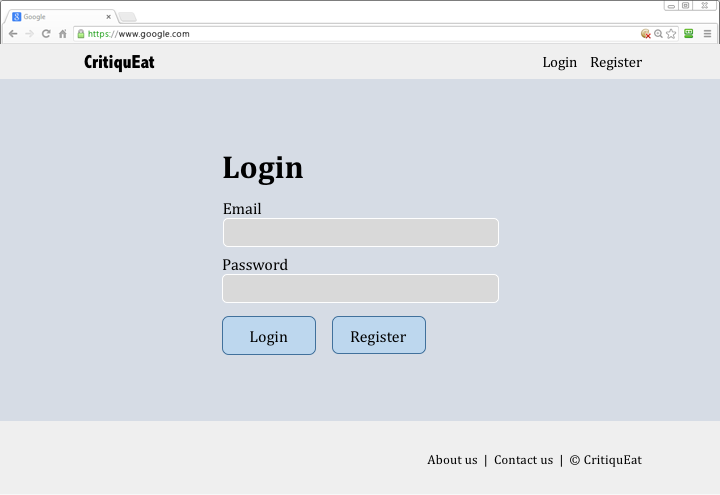 Google
https://www.google.com
CritiquEat
Login Register
Login
Email
Password
Login Register
About us | Contact us | © CritiquEat